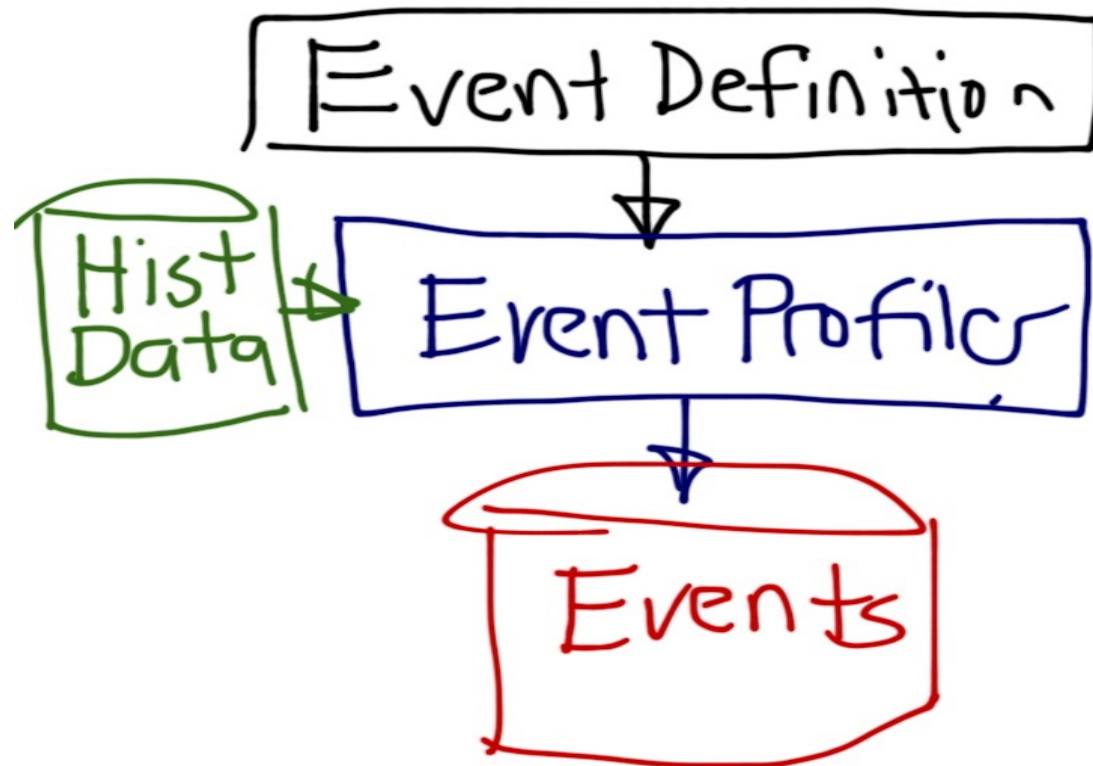 Event Definition
Hist
Data
Event Profiler
Events